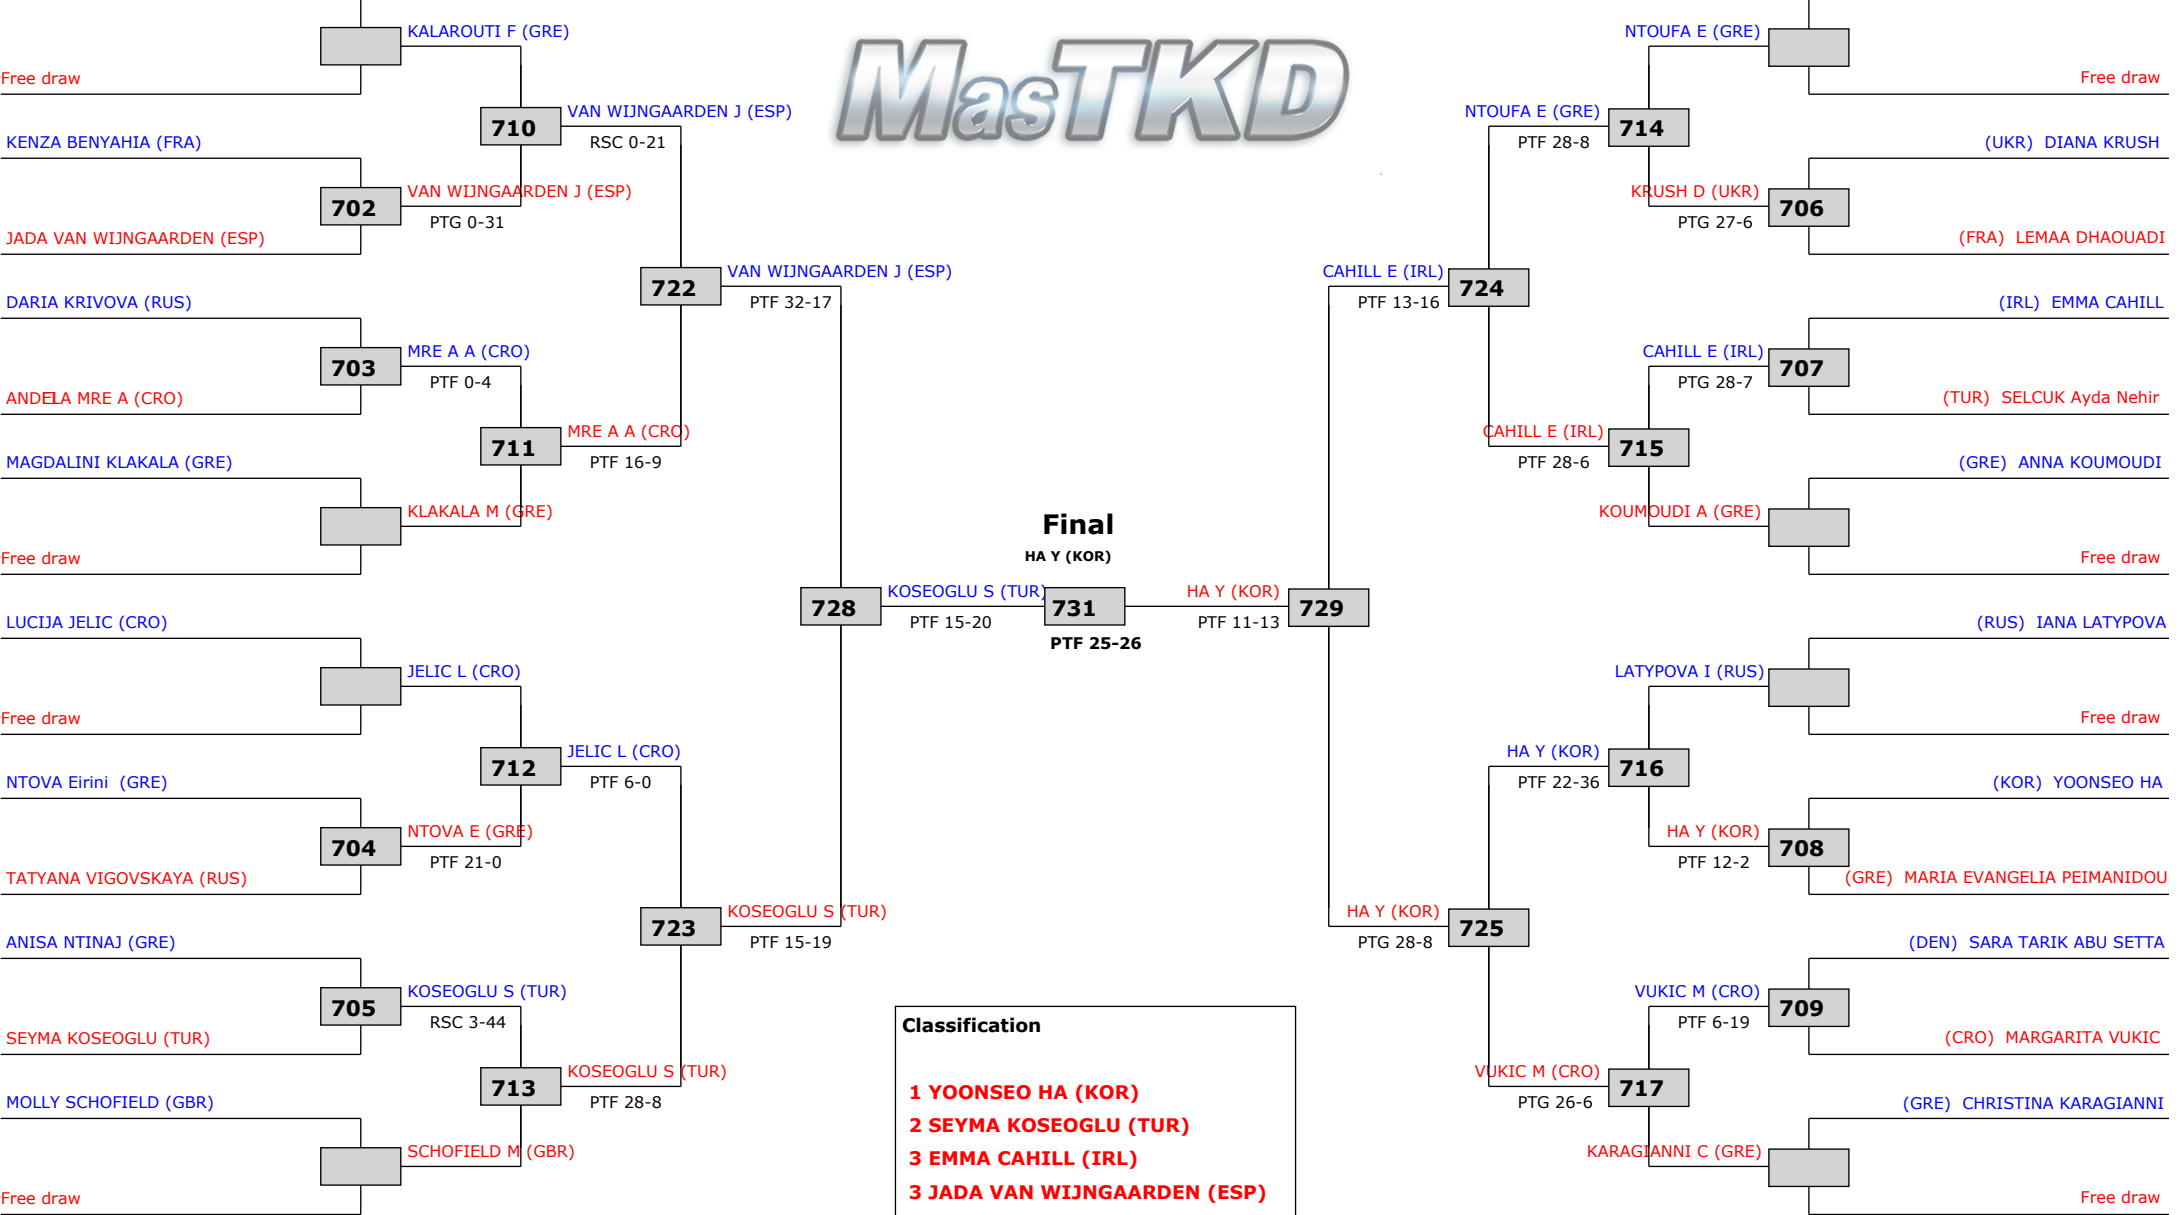 MasTKD
KALAROUTI F (GRE)
Free draw
710
VAN WIJNGAARDEN J (ESP)
RSC 0-21
KENZA BENYAHIA (FRA)
702
VAN WIJNGAARDEN J (ESP)
PTG 0-31
JADA VAN WIJNGAARDEN (ESP)
722
VAN WIJNGAARDEN J (ESP)
PTF 32-17
DARIA KRIVOVA (RUS)
703
MRE A A (CRO)
PTF 0-4
ANDELA MRE A (CRO)
711
MRE A A (CRO)
PTF 16-9
MAGDALINI KLAKALA (GRE)
KLAKALA M (GRE)
Free draw
728
KOSEOGLU S (TUR)
PTF 15-20
LUCIJA JELIC (CRO)
JELIC L (CRO)
Free draw
712
JELIC L (CRO)
PTF 6-0
NTOVA Eirini (GRE)
704
NTOVA E (GRE)
PTF 21-0
TATYANA VIGOVSKAYA (RUS)
723
KOSEOGLU S (TUR)
PTF 15-19
ANISA NTINAJ (GRE)
705
KOSEOGLU S (TUR)
RSC 3-44
SEYMA KOSEOGLU (TUR)
713
KOSEOGLU S (TUR)
PTF 28-8
MOLLY SCHOFIELD (GBR)
SCHOFIELD M (GBR)
Free draw
Final
HA Y (KOR)
731
PTF 25-26
NTOUFA E (GRE)
Free draw
NTOUFA E (GRE)
714
PTF 28-8
(UKR) DIANA KRUSH
KRUSH D (UKR)
706
PTG 27-6
(FRA) LEMAA DHAOUADI
CAHILL E (IRL)
724
PTF 13-16
(IRL) EMMA CAHILL
CAHILL E (IRL)
707
PTG 28-7
(TUR) SELCUK Ayda Nehir
CAHILL E (IRL)
715
PTF 28-6
(GRE) ANNA KOUMOUDI
KOUMOUDI A (GRE)
Free draw
HA Y (KOR)
729
PTF 11-13
(RUS) IANA LATYPOVA
LATYPOVA I (RUS)
Free draw
HA Y (KOR)
716
PTF 22-36
(KOR) YOONSEO HA
HA Y (KOR)
708
PTF 12-2
(GRE) MARIA EVANGELIA PEIMANIDOU
HA Y (KOR)
725
PTG 28-8
(DEN) SARA TARIK ABU SETTA
VUKIC M (CRO)
709
PTF 6-19
(CRO) MARGARITA VUKIC
VUKIC M (CRO)
717
PTG 26-6
(GRE) CHRISTINA KARAGIANNI
KARAGIANNI C (GRE)
Free draw
Classification
1 YOONSEO HA (KOR)
2 SEYMA KOSEOGLU (TUR)
3 EMMA CAHILL (IRL)
3 JADA VAN WIJNGAARDEN (ESP)